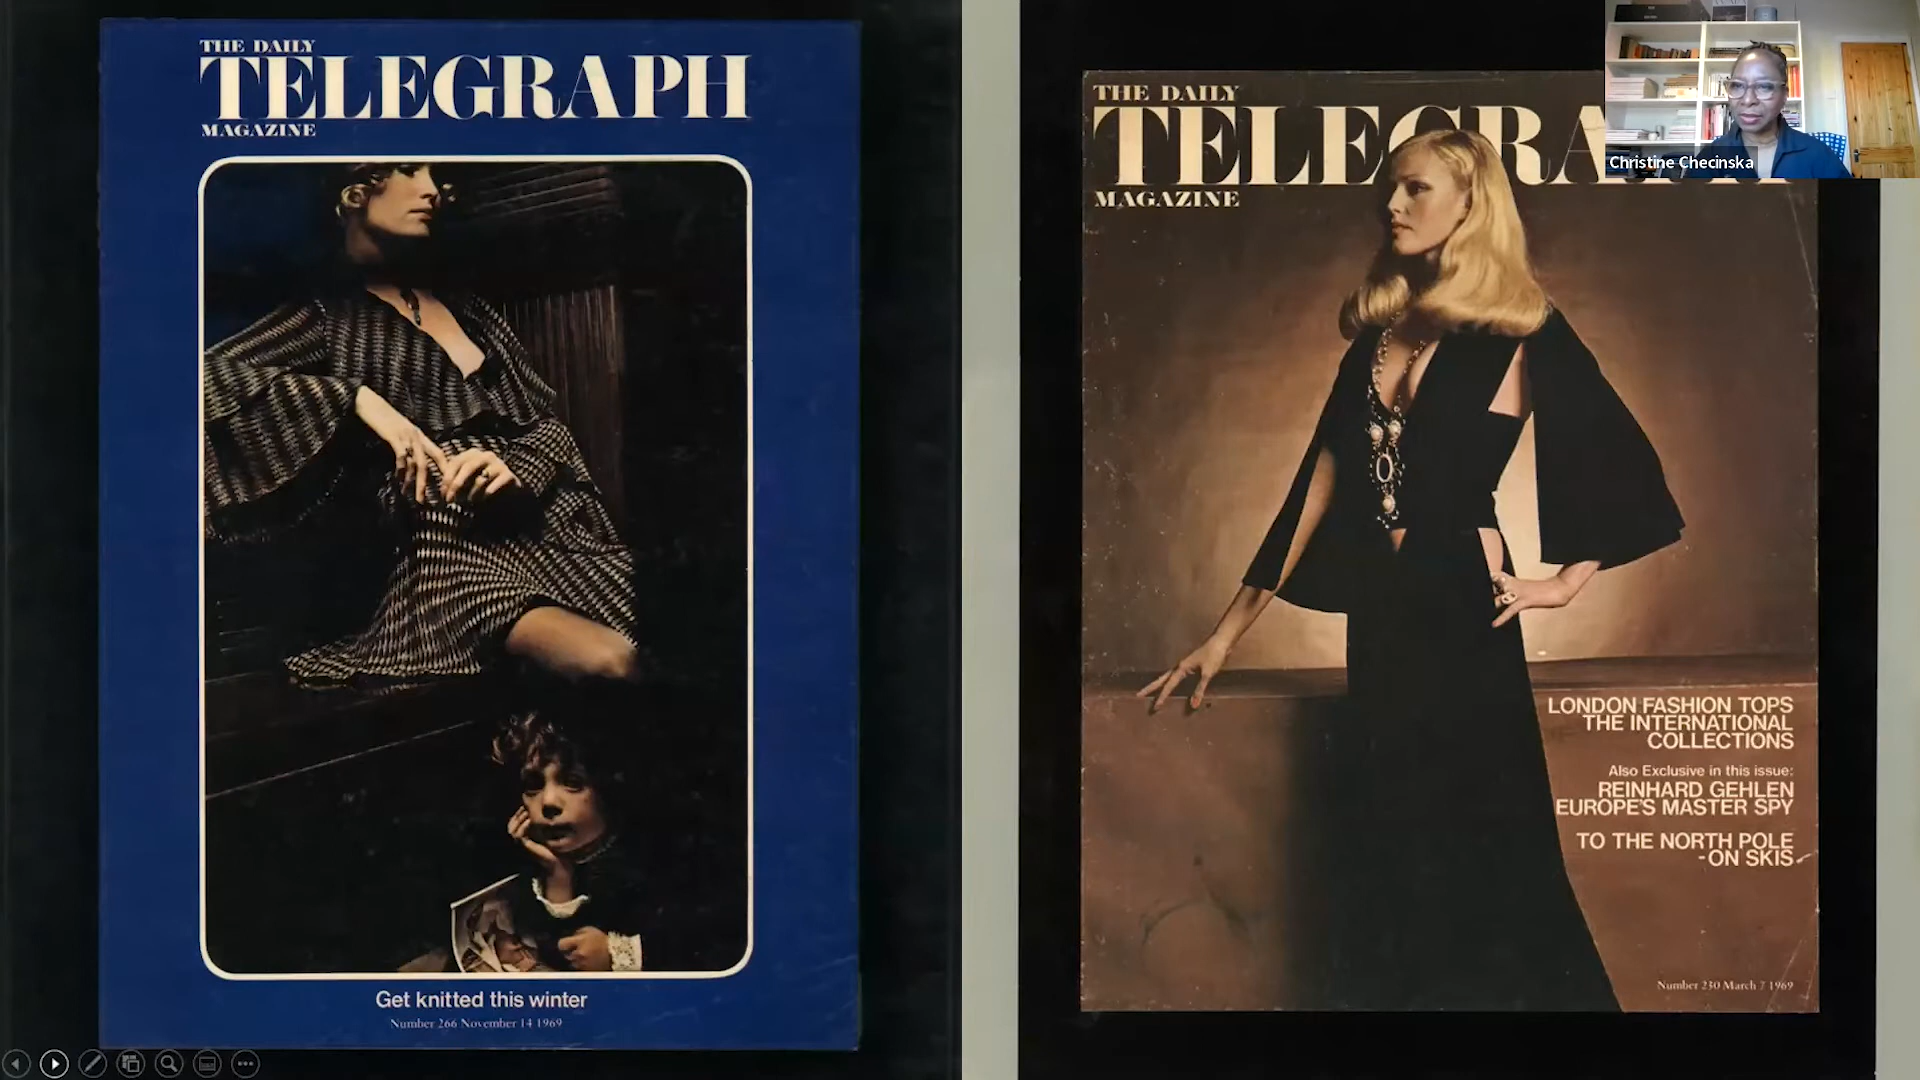 THE DAILY
TELEGRAPH
MAGAZINE
Get knitted this winter
Number 266 November 14 1969
THE DAILY
MAGAZINE
LONDON FASHION TOPS
THE INTERNATIONAL
COLLECTIONS
Also Exclusive in this issue:
REINHARD GEHLEN
EUROPE'S MASTER SPY
TO THE NORTH POLE
-ON SKIS
Number 230 March 7 1969
Christine Checinska